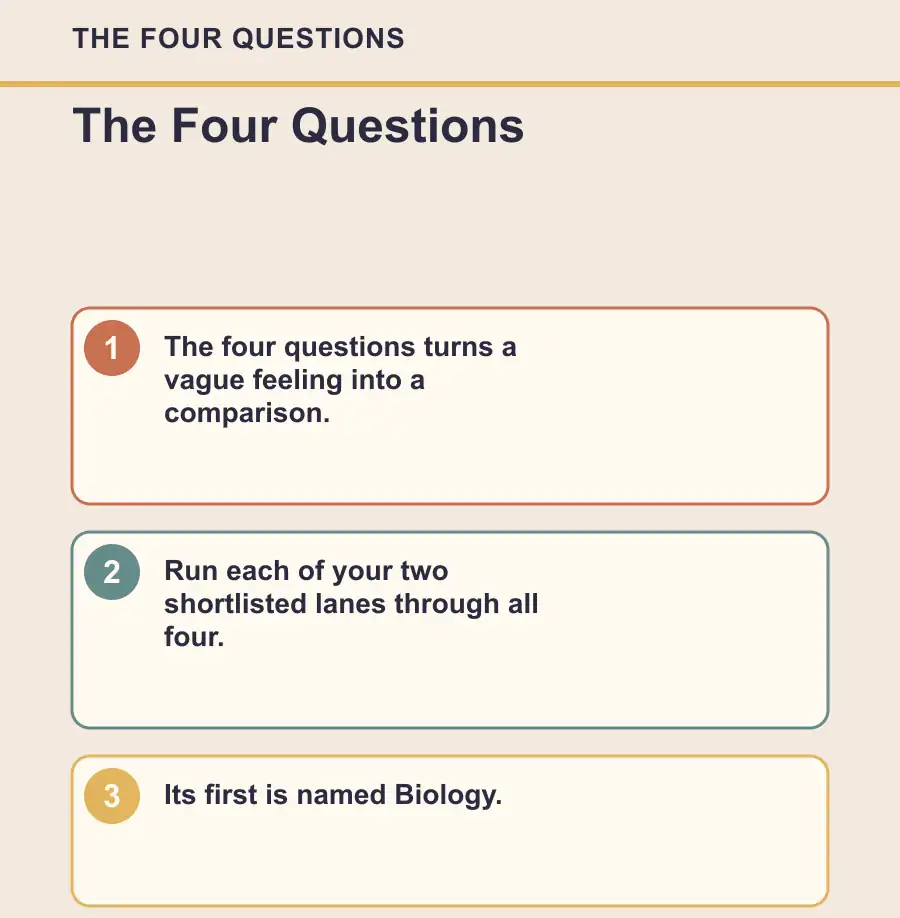 THE FOUR QUESTIONS
The Four Questions
1
The four questions turns a
vague feeling into a
comparison.
2
Run each of your two
shortlisted lanes through all
four.
3
Its first is named Biology.